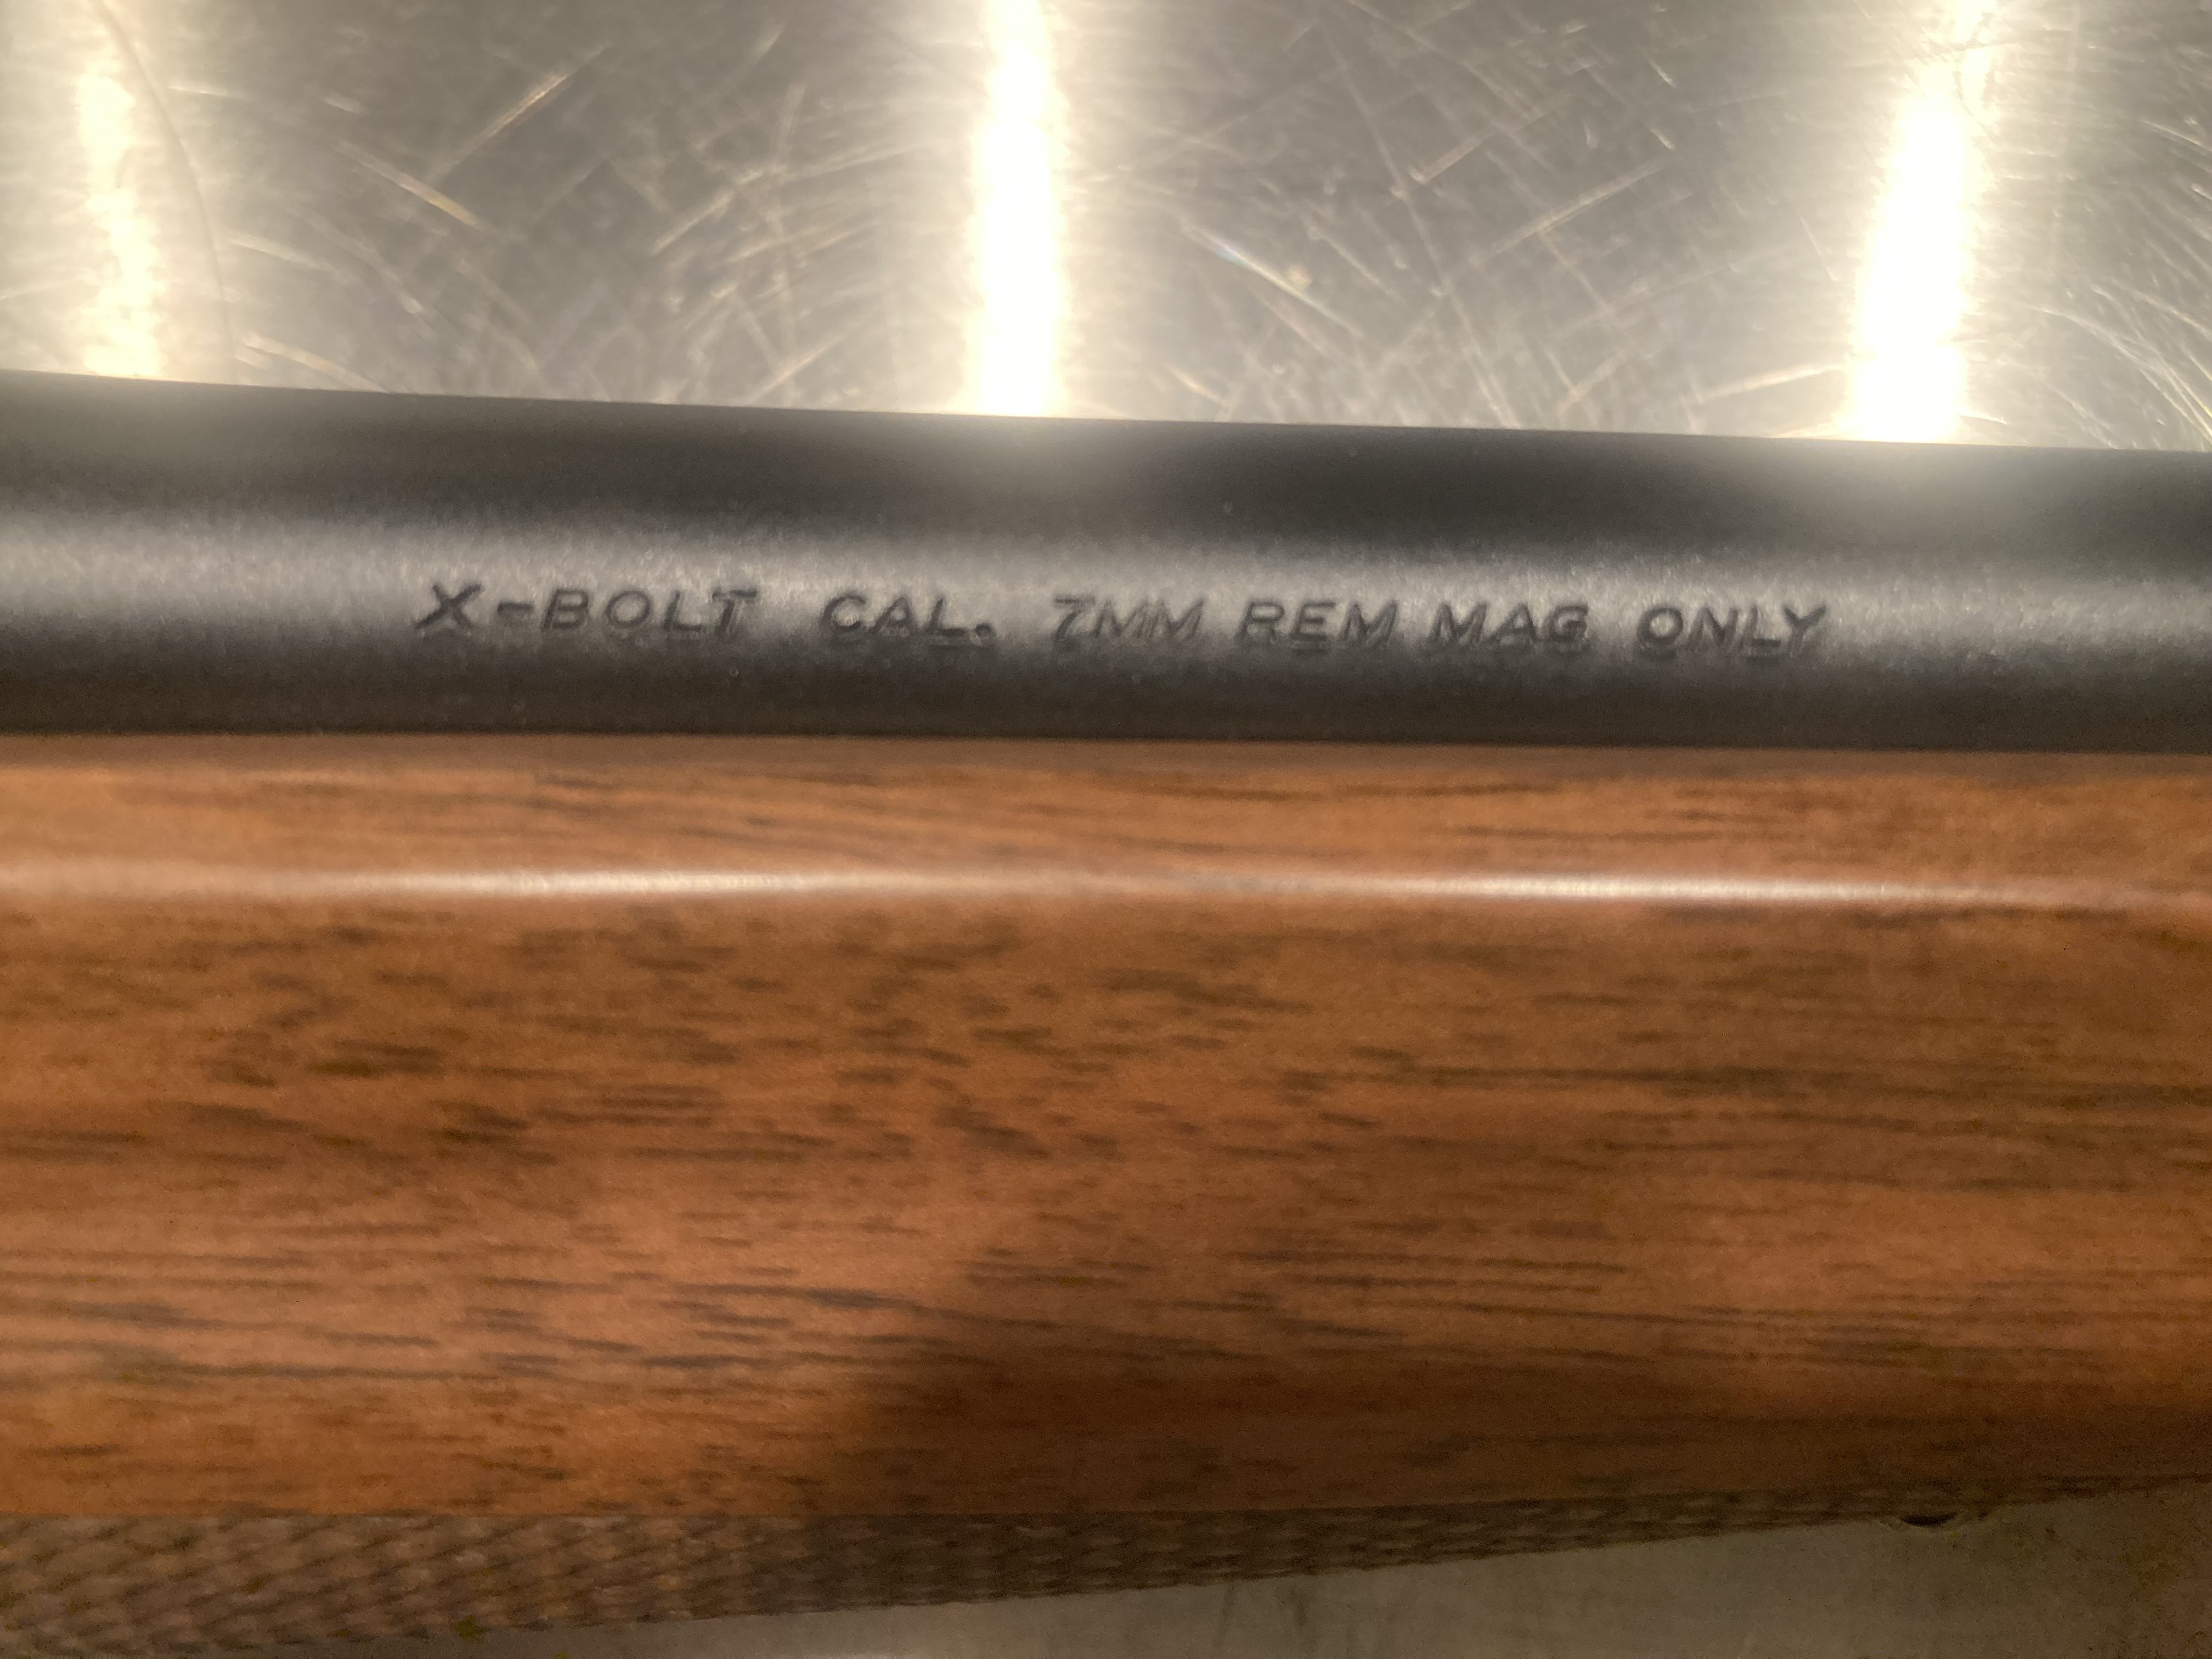 X-BOLT CAL. 7MM REM MAG ONLY